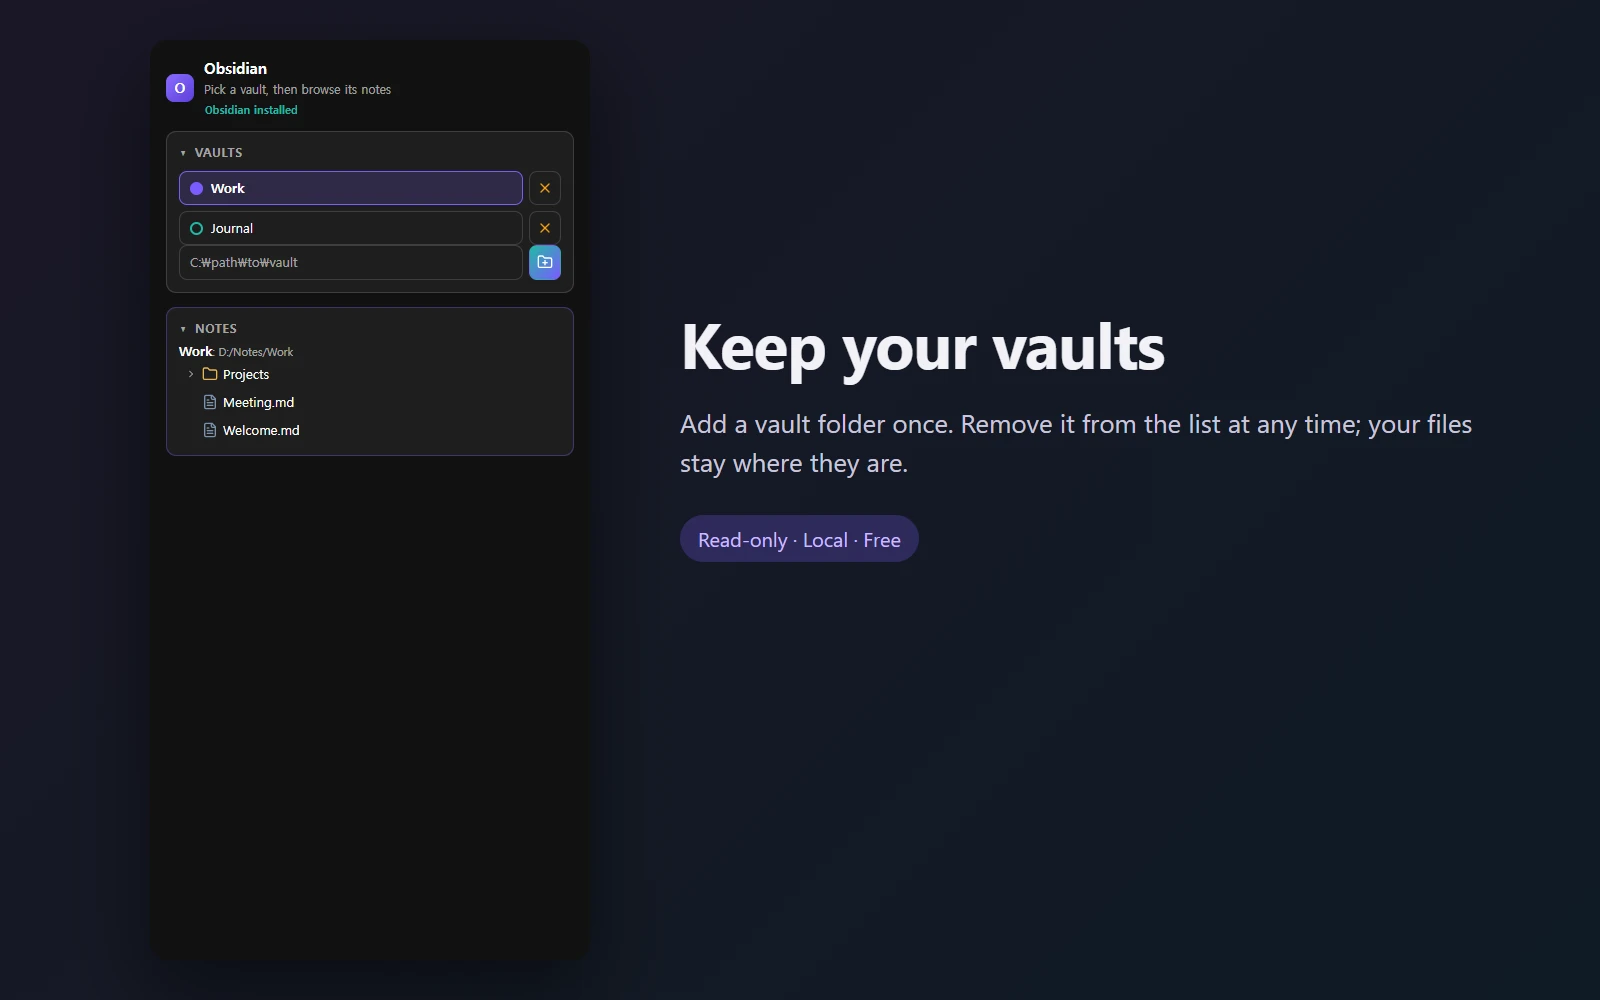 O
Obsidian
Pick a vault, then browse its notes
Obsidian installed
VAULTS
Work
Journal
C:₩path₩to₩vault
NOTES
Work: D:/Notes/Work
Projects
Meeting.md
Welcome.md
Keep your vaults
Add a vault folder once. Remove it from the list at any time; your files
stay where they are.
Read-only · Local · Free